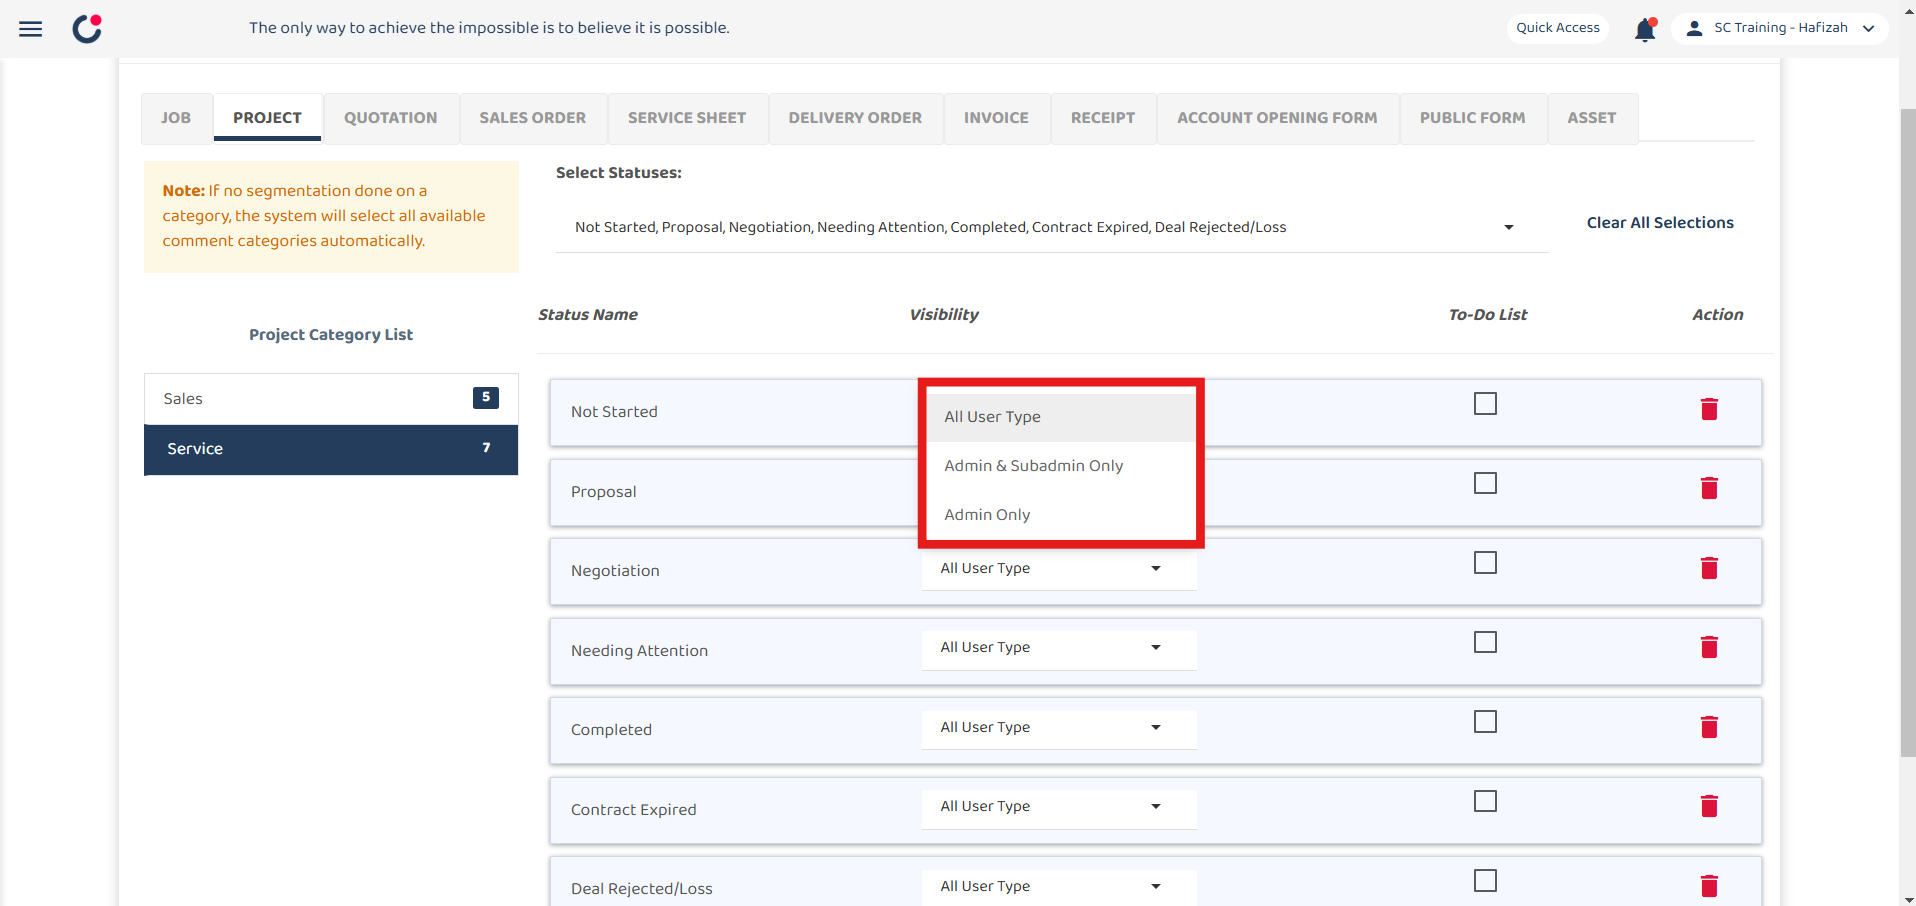 The only way to achieve the impossible is to believe it is possible.
Quick Access
SC Training - Hafizah
JOB
PROJECT
QUOTATION
SALES ORDER
SERVICE SHEET
DELIVERY ORDER
INVOICE
RECEIPT
ACCOUNT OPENING FORM
PUBLIC FORM
ASSET
Note: If no segmentation done on a
category, the system will select all available
comment categories automatically.
Project Category List
Sales 5
Service 7
Select Statuses:
Not Started, Proposal, Negotiation, Needing Attention, Completed, Contract Expired, Deal Rejected/Loss
Clear All Selections
Status Name Visibility To-Do List Action
Not Started
All User Type
Admin & Subadmin Only
Admin Only
Proposal
Negotiation All User Type
Needing Attention All User Type
Completed All User Type
Contract Expired All User Type
Deal Rejected/Loss All User Type